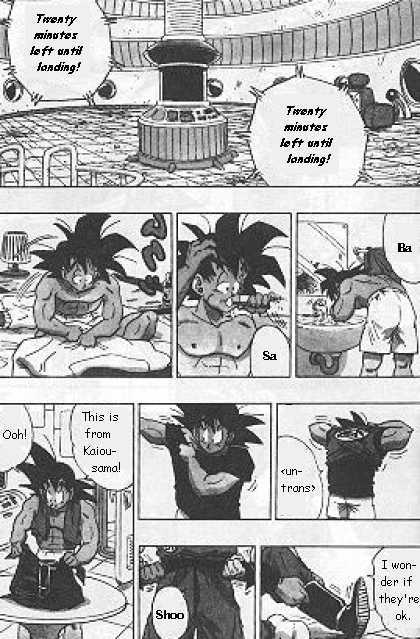 Twenty
minutes
left until
landing!
Twenty
minutes
left until
landing!
Sa
Ba
Ooh!
This is
from
Kaiou-
sama!
<un-
trans>
Shoo
I won-
der if
they're
ok.